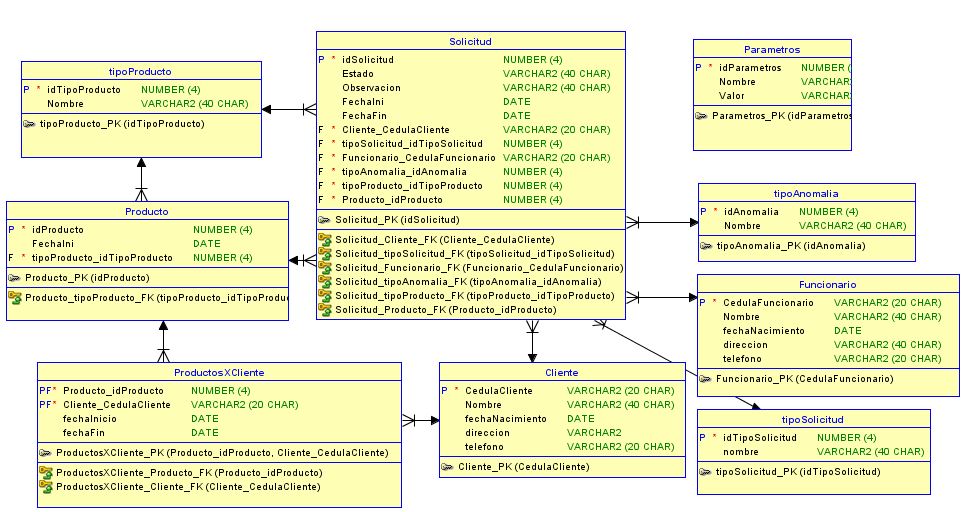 Solicitud
P * idSolicitud NUMBER (4)
Estado VARCHAR2 (40 CHAR)
Observacion VARCHAR2 (40 CHAR)
FechaIni DATE
FechaFin DATE
F * Cliente_CedulaCliente VARCHAR2 (20 CHAR)
F * tipoSolicitud_idTipoSolicitud NUMBER (4)
F * Funcionario_CedulaFuncionario VARCHAR2 (20 CHAR)
F * tipoAnomalia_idAnomalia NUMBER (4)
F * tipoProducto_idTipoProducto NUMBER (4)
F * Producto_idProducto NUMBER (4)
Solicitud_PK (idSolicitud)
Solicitud_Cliente_FK (Cliente_CedulaCliente)
Solicitud_tipoSolicitud_FK (tipoSolicitud_idTipoSolicitud)
Solicitud_Funcionario_FK (Funcionario_CedulaFuncionario)
Solicitud_tipoAnomalia_FK (tipoAnomalia_idAnomalia)
Solicitud_tipoProducto_FK (tipoProducto_idTipoProducto)
Solicitud_Producto_FK (Producto_idProducto)
Parametros
P * idParametros NUMBER (
Nombre VARCHAR
Valor VARCHAR
Parametros_PK (idParametros
tipoProducto
P * idTipoProducto NUMBER (4)
Nombre VARCHAR2 (40 CHAR)
tipoProducto_PK (idTipoProducto)
tipoAnomalia
P * idAnomalia NUMBER (4)
Nombre VARCHAR2 (40 CHAR)
tipoAnomalia_PK (idAnomalia)
Producto
P * idProducto NUMBER (4)
FechaIni DATE
F * tipoProducto_idTipoProducto NUMBER (4)
Producto_PK (idProducto)
Producto_tipoProducto_FK (tipoProducto_idTipoProdu
Funcionario
P * CedulaFuncionario VARCHAR2 (20 CHAR)
Nombre VARCHAR2 (40 CHAR)
fechaNacimiento DATE
direccion VARCHAR2 (40 CHAR)
telefono VARCHAR2 (20 CHAR)
Funcionario_PK (CedulaFuncionario)
ProductosXCliente
PF* Producto_idProducto NUMBER (4)
PF* Cliente_CedulaCliente VARCHAR2 (20 CHAR)
fechaInicio DATE
fechaFin DATE
ProductosXCliente_PK (Producto_idProducto, Cliente_CedulaCliente)
ProductosXCliente_Producto_FK (Producto_idProducto)
ProductosXCliente_Cliente_FK (Cliente_CedulaCliente)
Cliente
P * CedulaCliente VARCHAR2 (20 CHAR)
Nombre VARCHAR2 (40 CHAR)
fechaNacimiento DATE
direccion VARCHAR2
telefono VARCHAR2 (20 CHAR)
Cliente_PK (CedulaCliente)
tipoSolicitud
P * idTipoSolicitud NUMBER (4)
nombre VARCHAR2 (40 CHAR)
tipoSolicitud_PK (idTipoSolicitud)